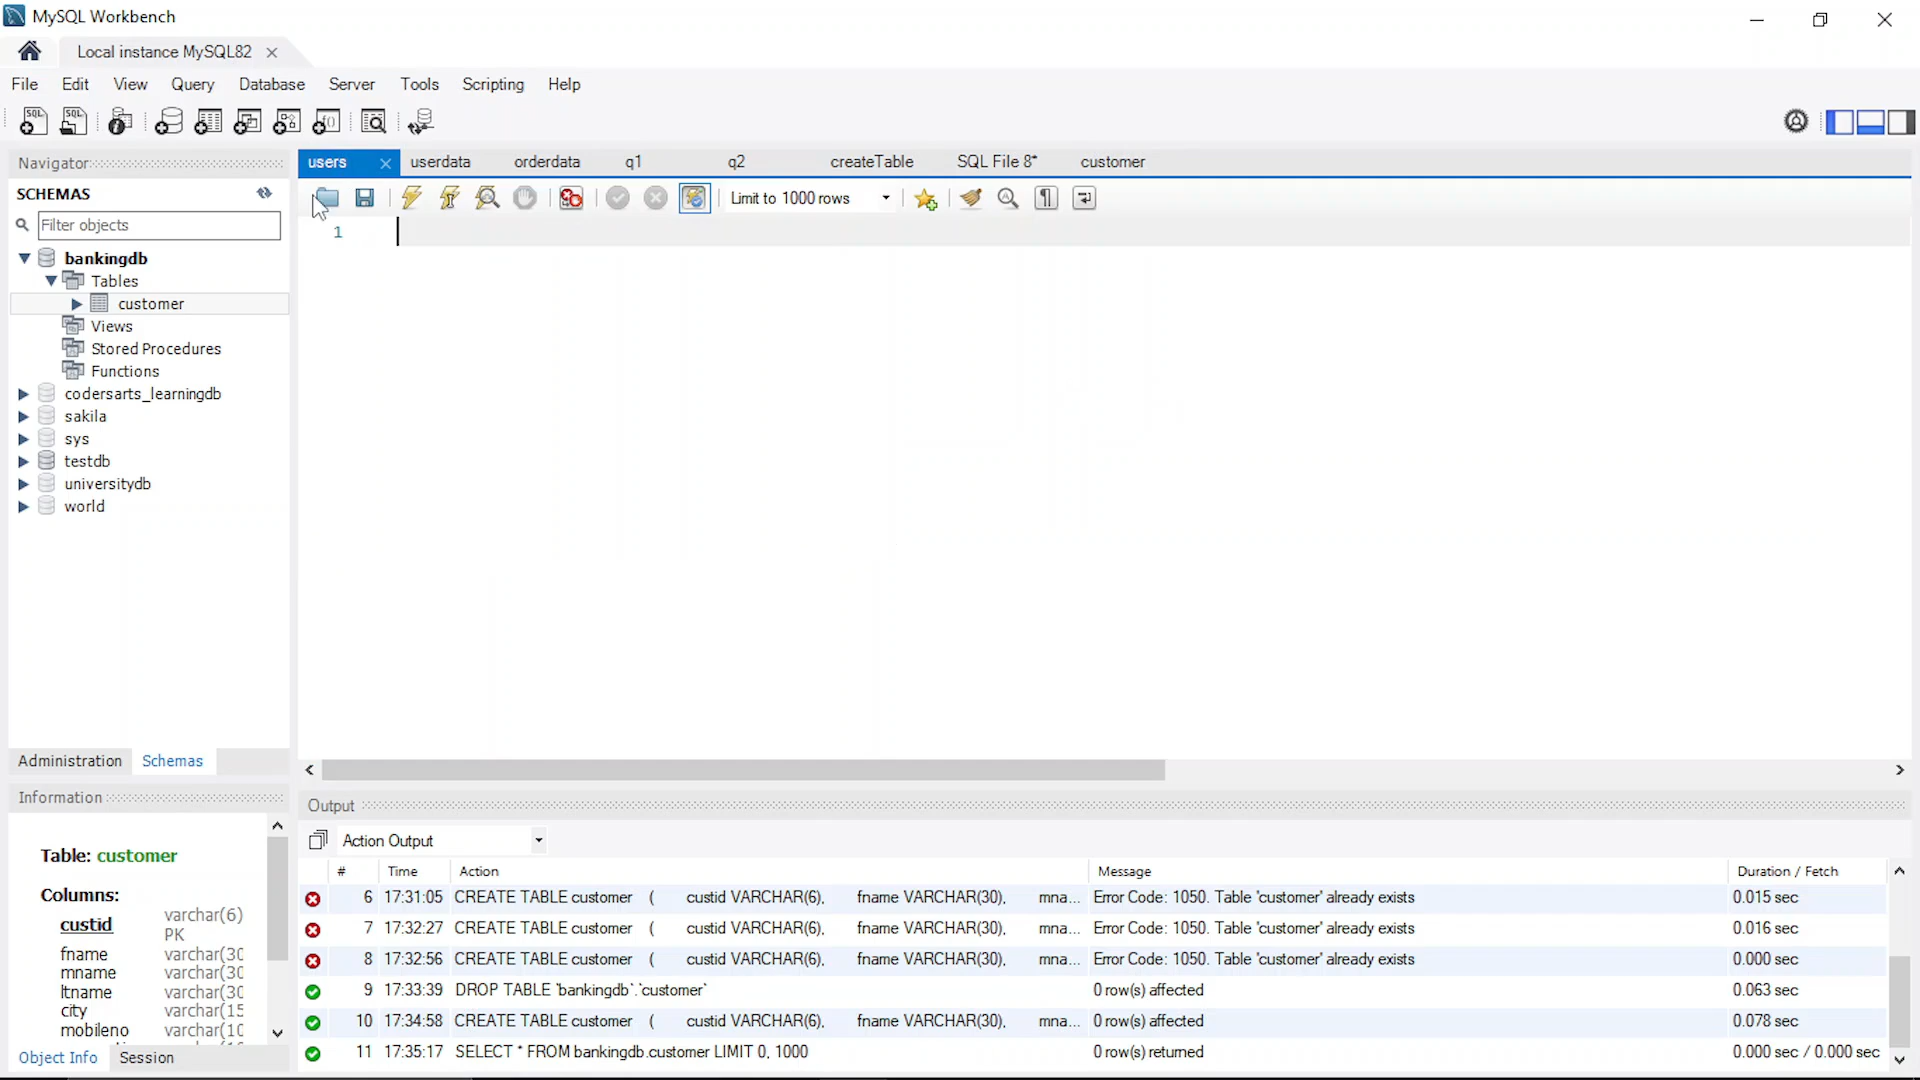 MySQL Workbench
Local instance MySQL82
File Edit View Query Database Server Tools Scripting Help
Navigator
SCHEMAS
Filter objects
bankingdb
Tables
customer
Views
Stored Procedures
Functions
codersarts_learningdb
sakila
sys
testdb
universitydb
world
Administration Schemas
Information
Table: customer
Columns:
custid varchar(6)
PK
fname varchar(30
mname varchar(30
ltname varchar(30
city varchar(15
mobileno varchar(10
Object Info Session
users userdata orderdata q1 q2 createTable SQL File 8* customer
Limit to 1000 rows
1
Output
Action Output
# Time Action Message Duration / Fetch
6 17:31:05 CREATE TABLE customer ( custid VARCHAR(6), fname VARCHAR(30), mna... Error Code: 1050. Table 'customer' already exists 0.015 sec
7 17:32:27 CREATE TABLE customer ( custid VARCHAR(6), fname VARCHAR(30), mna... Error Code: 1050. Table 'customer' already exists 0.016 sec
8 17:32:56 CREATE TABLE customer ( custid VARCHAR(6), fname VARCHAR(30), mna... Error Code: 1050. Table 'customer' already exists 0.000 sec
9 17:33:39 DROP TABLE `bankingdb`.`customer` 0 row(s) affected 0.063 sec
10 17:34:58 CREATE TABLE customer ( custid VARCHAR(6), fname VARCHAR(30), mna... 0 row(s) affected 0.078 sec
11 17:35:17 SELECT * FROM bankingdb.customer LIMIT 0, 1000 0 row(s) returned 0.000 sec / 0.000 sec